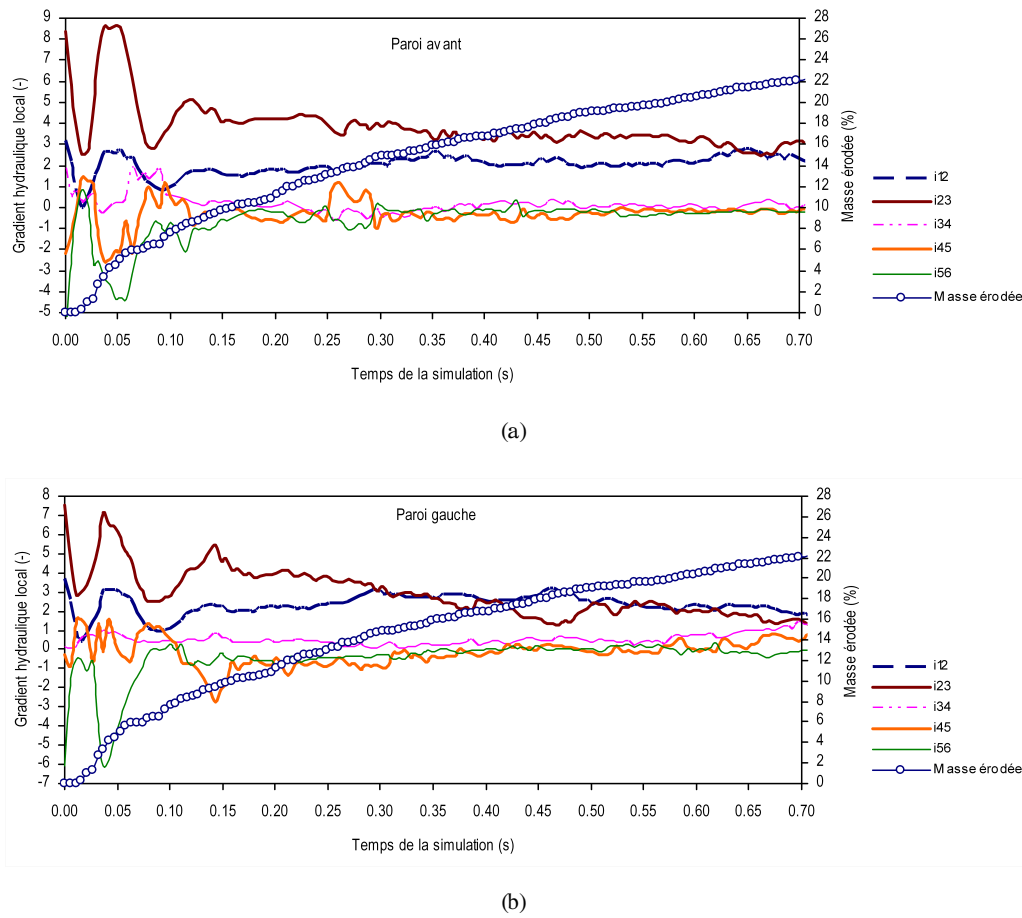 Paroi avant
Gradient hydraulique local (-)
9
8
7
6
5
4
3
2
1
0
-1
-2
-3
-4
-5
28
26
24
22
20
18
16
14
12
10
8
6
4
2
0
Masse érodée (%)
0.00 0.05 0.10 0.15 0.20 0.25 0.30 0.35 0.40 0.45 0.50 0.55 0.60 0.65 0.70
Temps de la simulation (s)
i12
i23
i34
i45
i56
Masse érodée
(a)
Paroi gauche
Gradient hydraulique local (-)
8
7
6
5
4
3
2
1
0
-1
-2
-3
-4
-5
-6
-7
28
26
24
22
20
18
16
14
12
10
8
6
4
2
0
Masse érodée (%)
0.00 0.05 0.10 0.15 0.20 0.25 0.30 0.35 0.40 0.45 0.50 0.55 0.60 0.65 0.70
Temps de la simulation (s)
i12
i23
i34
i45
i56
Masse érodée
(b)